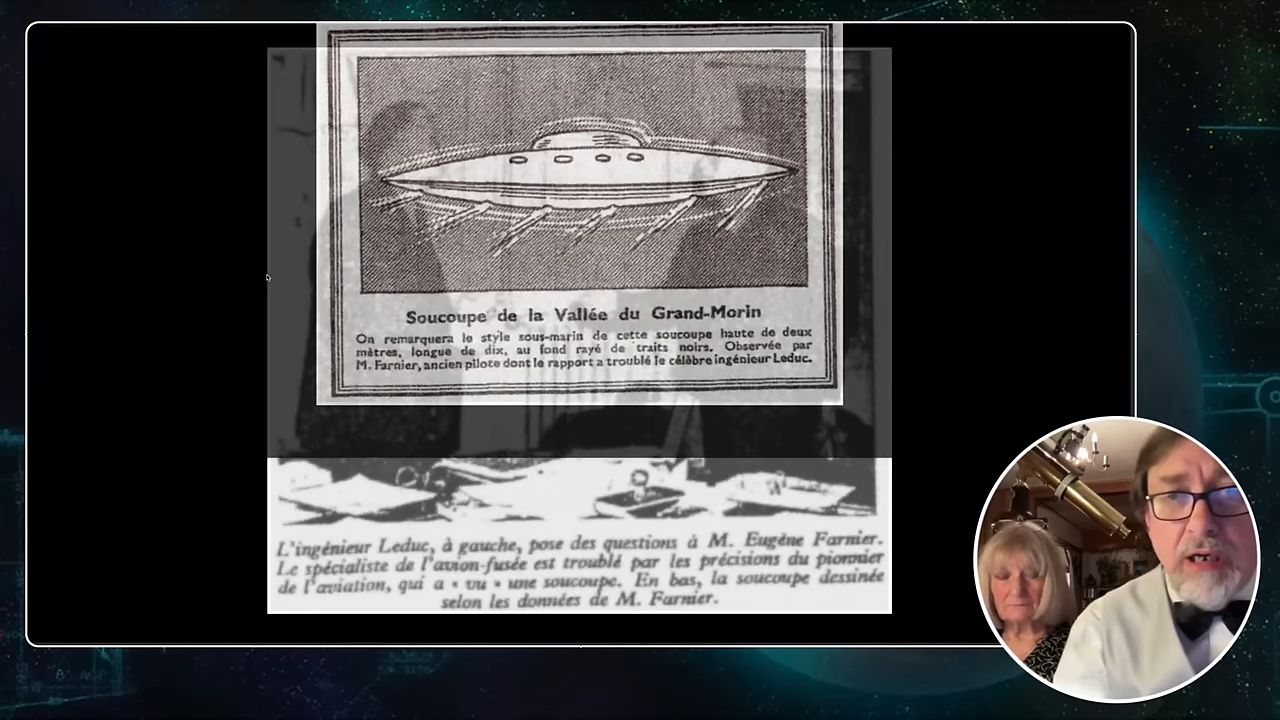 Soucoupe de la Vallée du Grand-Morin
On remarquera le style sous-marin de cette soucoupe haute de deux
mètres, longue de dix, au fond rayé de traits noirs. Observée par
M. Farnier, ancien pilote dont le rapport a troublé le célèbre ingénieur Leduc.
L'ingénieur Leduc, à gauche, pose des questions à M. Eugène Farnier.
Le spécialiste de l'avion-fusée est troublé par les précisions du pionnier
de l'aviation, qui a « vu » une soucoupe. En bas, la soucoupe dessinée
selon les données de M. Farnier.